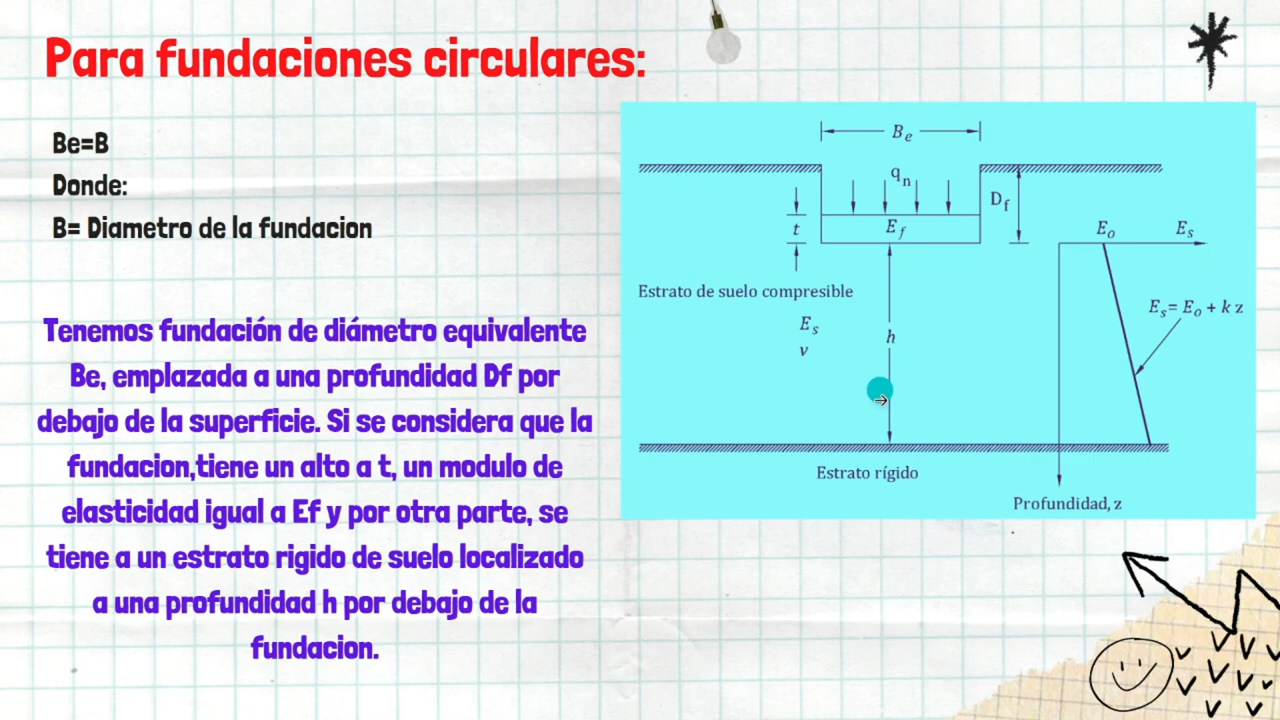 Para fundaciones circulares:
Be=B
Donde:
B= Diametro de la fundacion
Tenemos fundación de diámetro equivalente
Be, emplazada a una profundidad Df por
debajo de la superficie. Si se considera que la
fundacion,tiene un alto a t, un modulo de
elasticidad igual a Ef y por otra parte, se
tiene a un estrato rigido de suelo localizado
a una profundidad h por debajo de la
fundacion.
Be
qn
Df
t
Ef
Eo
Es
Estrato de suelo compresible
Es= Eo + k z
Es
ν
h
Estrato rígido
Profundidad, z